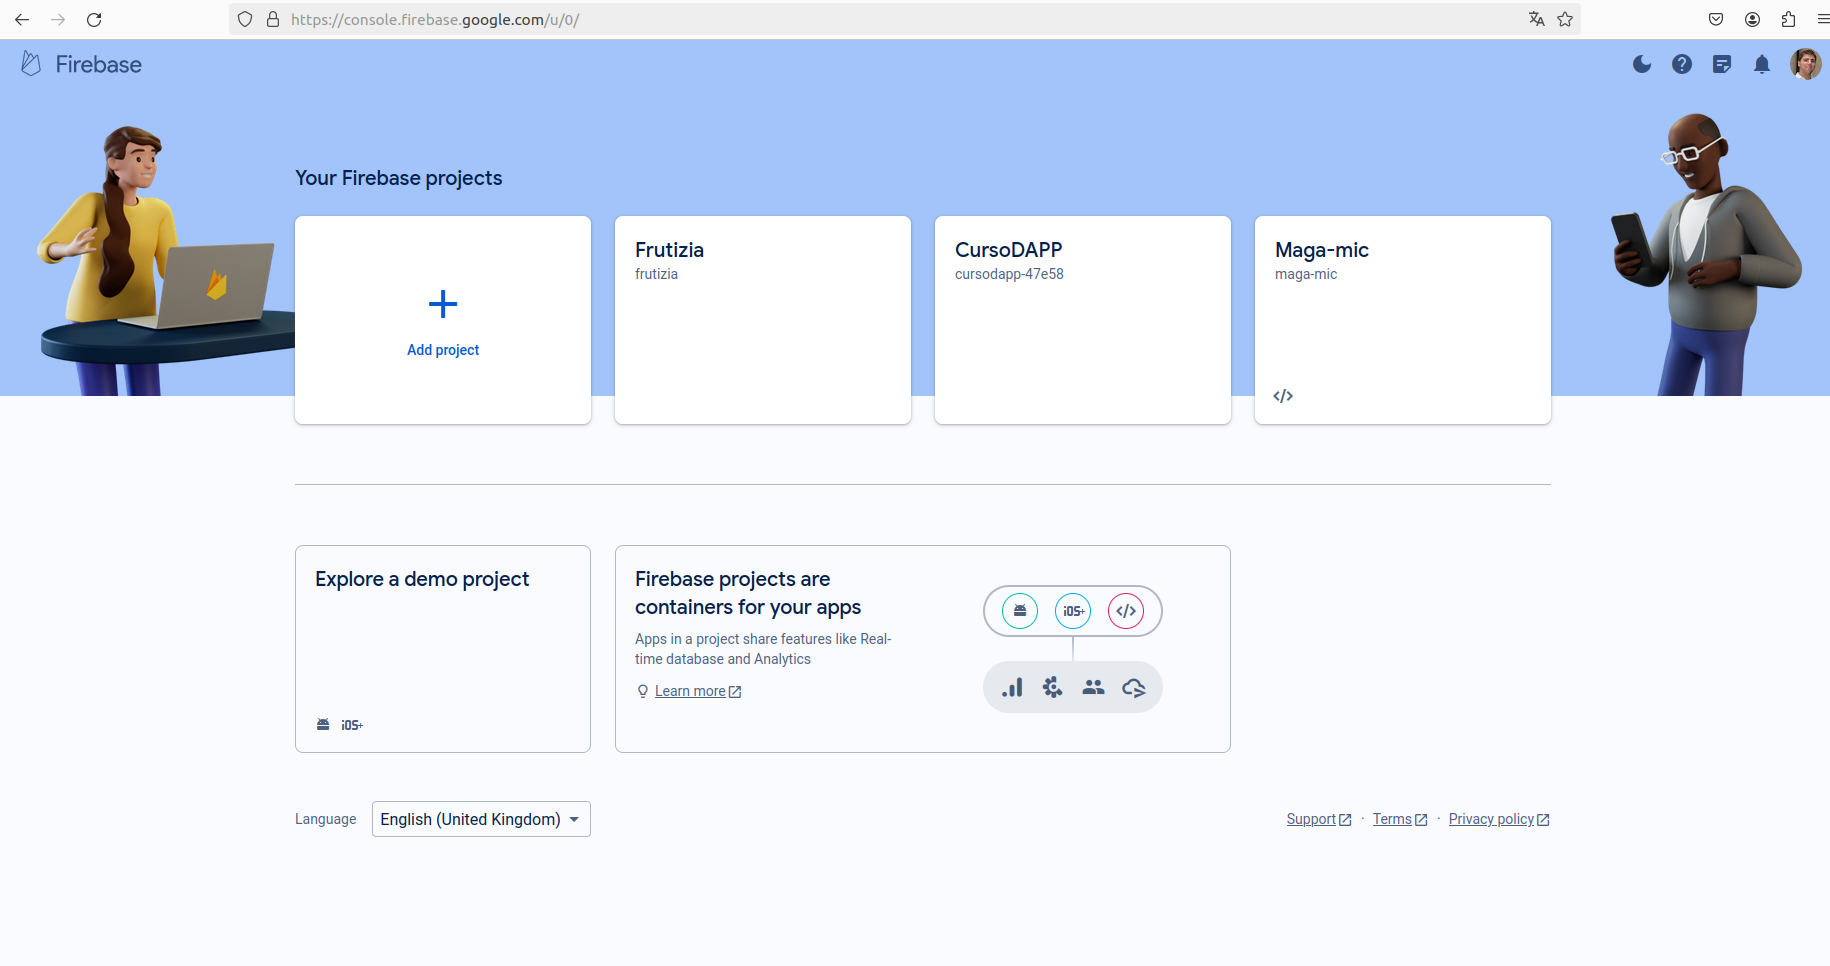 https://console.firebase.google.com/u/0/
Firebase
Your Firebase projects
Add project
Frutizia
frutizia
CursoDAPP
cursodapp-47e58
Maga-mic
maga-mic
Explore a demo project
iOS+
Firebase projects are
containers for your apps
Apps in a project share features like Real-
time database and Analytics
Learn more
iOS+
Language
English (United Kingdom)
Support · Terms · Privacy policy